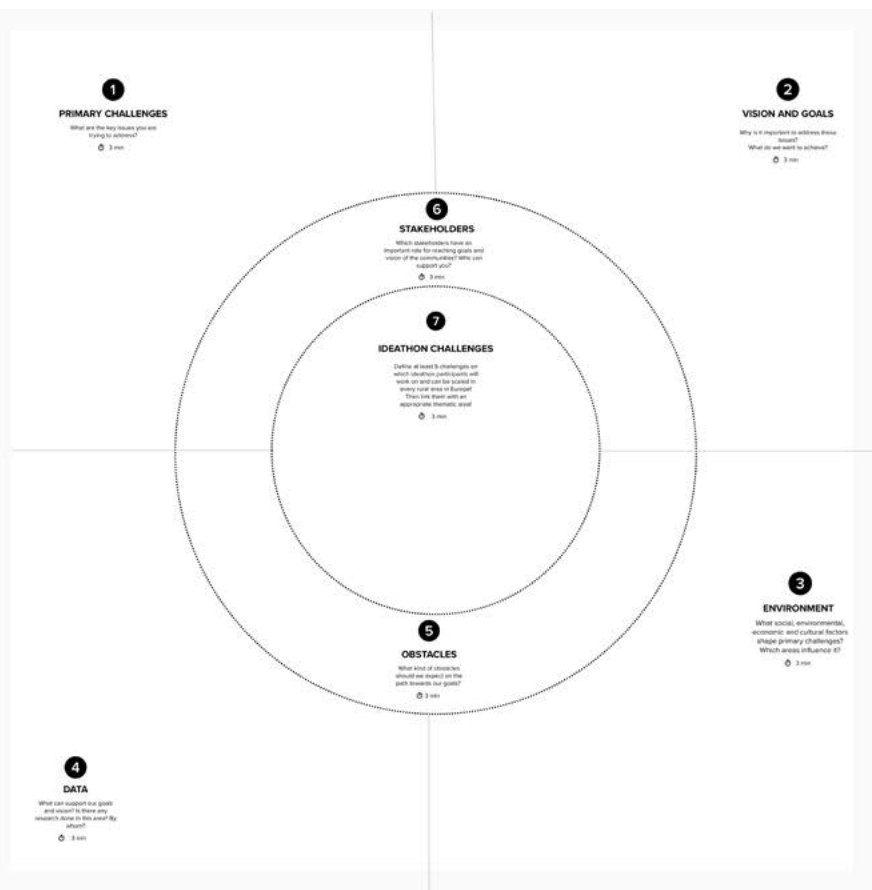 1
PRIMARY CHALLENGES
What are the key issues you are
trying to address?
3 min
2
VISION AND GOALS
Why is it important to address these
issues?
What do we want to achieve?
3 min
6
STAKEHOLDERS
Which stakeholders have an
important role for reaching goals and
vision of the communities? Who can
support you?
3 min
7
IDEATHON CHALLENGES
Define at least 5 challenges on
which ideathon participants will
work on and can be scaled in
every rural area in Europe!
Then link them with an
appropriate thematic area!
3 min
3
ENVIRONMENT
What social, environmental,
economic and cultural factors
shape primary challenges?
Which areas influence it?
3 min
5
OBSTACLES
What kind of obstacles
should we expect on the
path towards our goals?
3 min
4
DATA
What can support our goals
and vision? Is there any
research done in this area? By
whom?
3 min